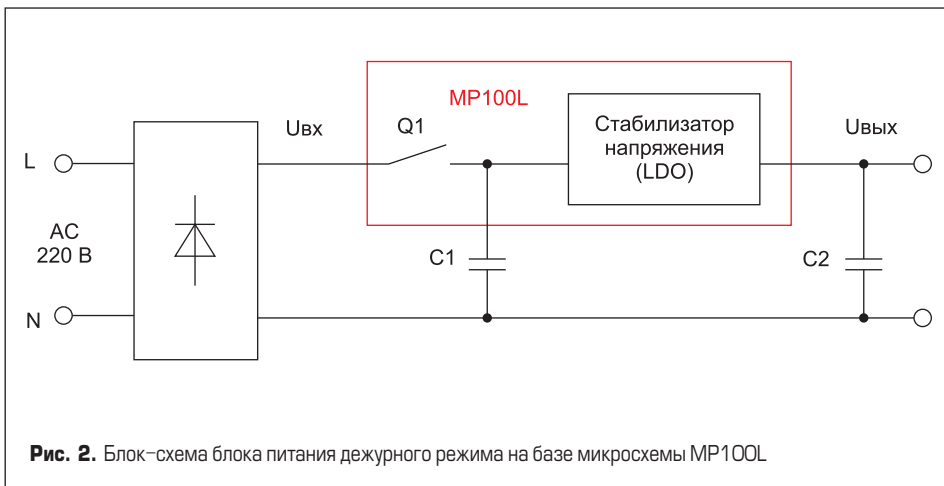 MP100L
Uвх
Q1
Стабилизатор
напряжения
(LDO)
Uвых
L
AC
220 В
C1
C2
N
Рис. 2. Блок-схема блока питания дежурного режима на базе микросхемы MP100L